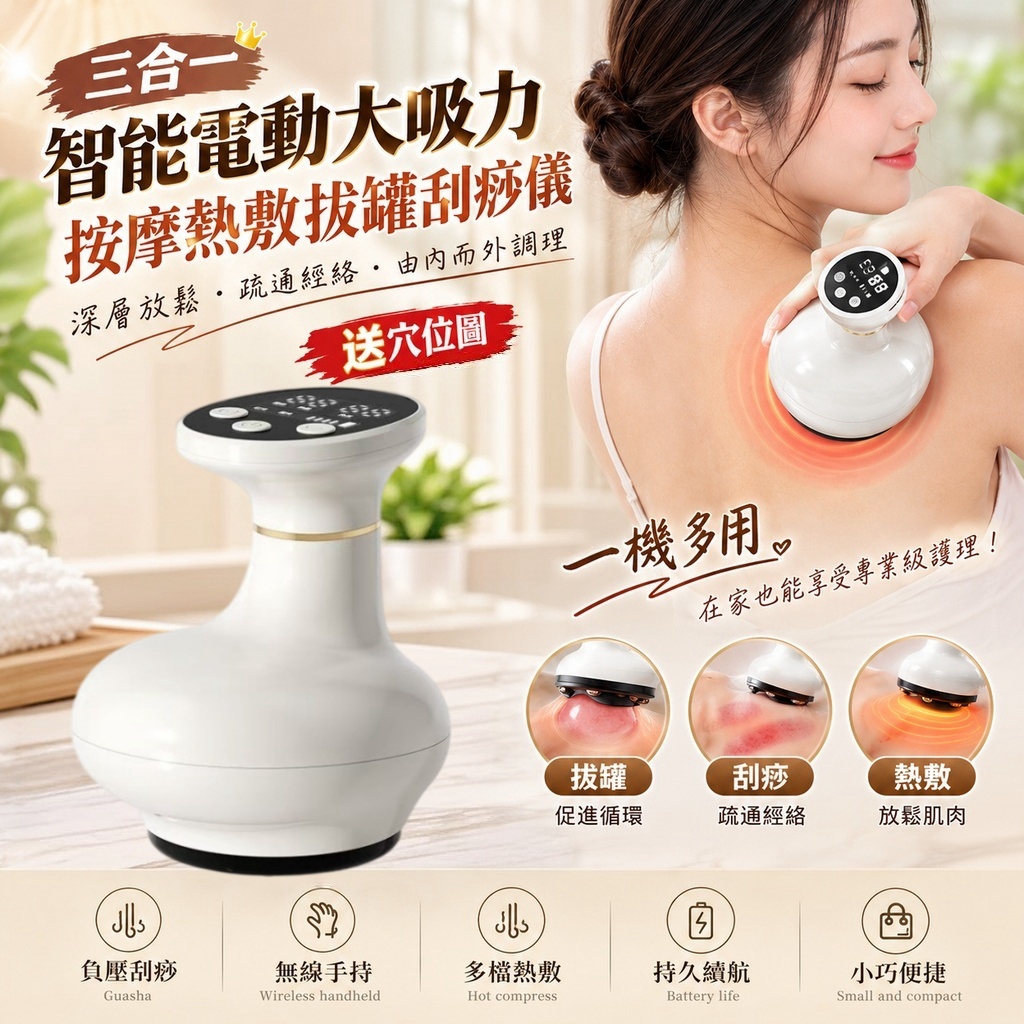 三合一
智能電動大吸力
按摩熱敷拔罐刮痧儀
深層放鬆·疏通經絡·由內而外調理
送穴位圖
一機多用
在家也能享受專業級護理！
拔罐
促進循環
刮痧
疏通經絡
熱敷
放鬆肌肉
負壓刮痧
Guasha
無線手持
Wireless handheld
多檔熱敷
Hot compress
持久續航
Battery life
小巧便捷
Small and compact